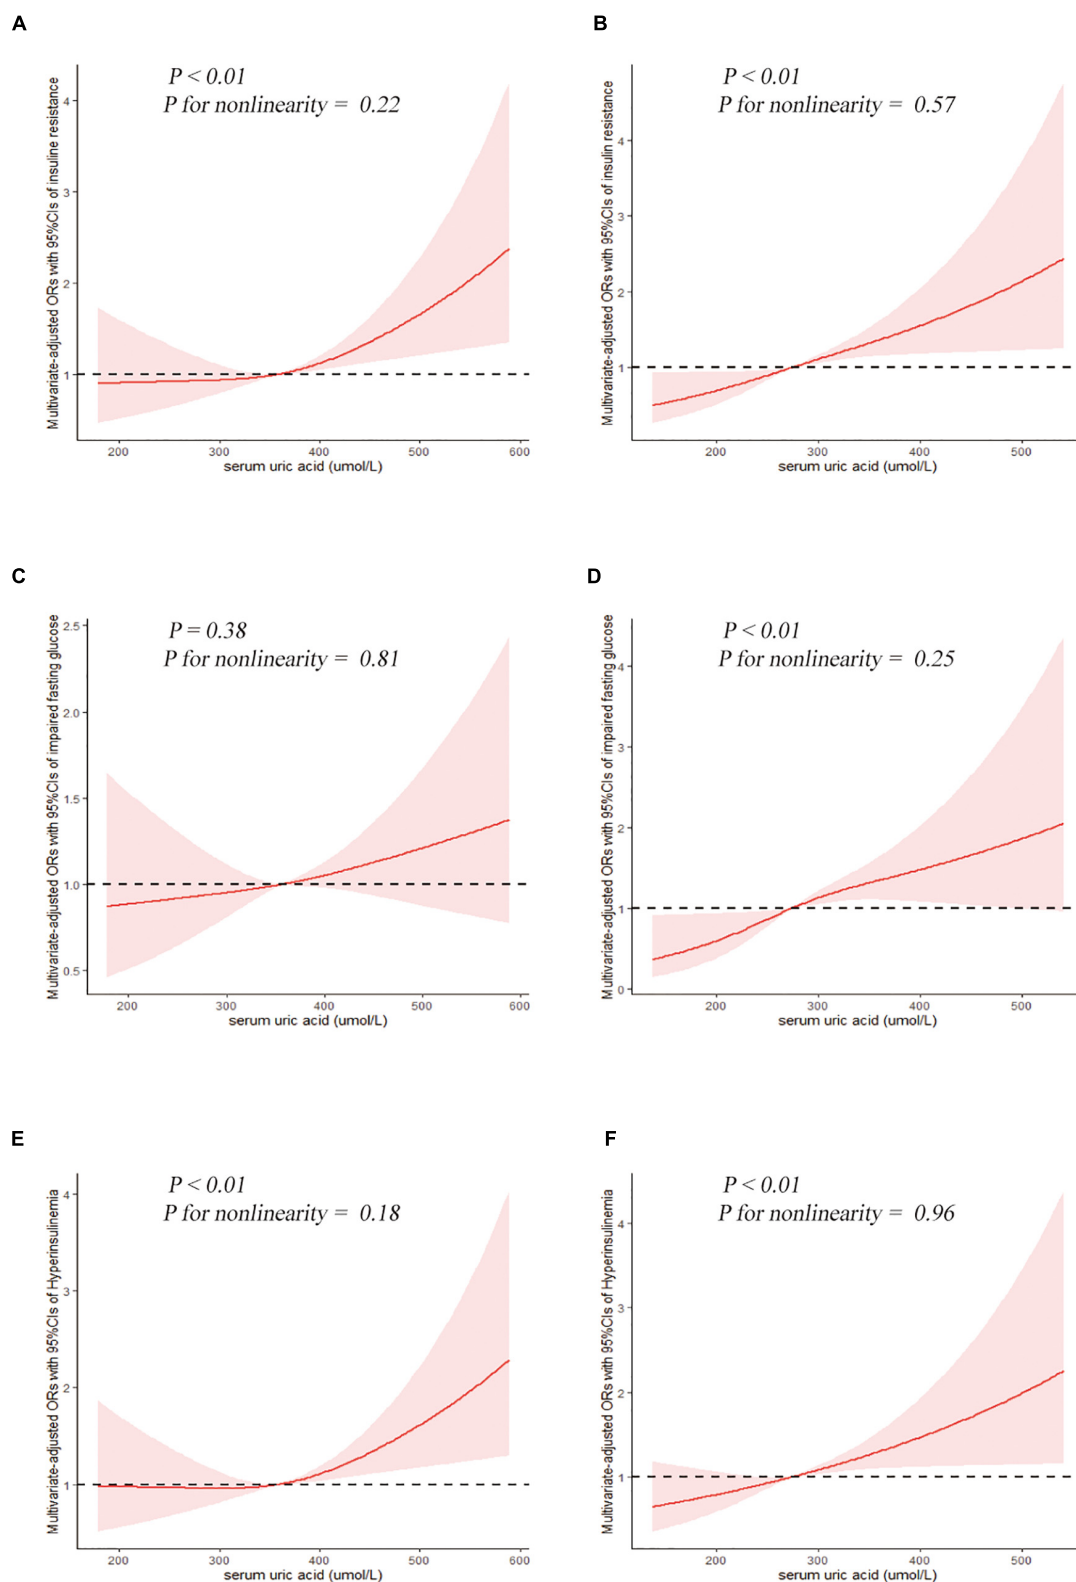 A
P < 0.01
P for nonlinearity = 0.22
Multivariate-adjusted ORs with 95%CIs of insuline resistance
4
3
2
1
200 300 400 500 600
serum uric acid (umol/L)
B
P < 0.01
P for nonlinearity = 0.57
Multivariate-adjusted ORs with 95%CIs of insulin resistance
4
3
2
1
200 300 400 500
serum uric acid (umol/L)
C
P = 0.38
P for nonlinearity = 0.81
Multivariate-adjusted ORs with 95%CIs of impaired fasting glucose
2.5
2.0
1.5
1.0
0.5
200 300 400 500 600
serum uric acid (umol/L)
D
P < 0.01
P for nonlinearity = 0.25
Multivariate-adjusted ORs with 95%CIs of impaired fasting glucose
4
3
2
1
0
200 300 400 500
serum uric acid (umol/L)
E
P < 0.01
P for nonlinearity = 0.18
Multivariate-adjusted ORs with 95%CIs of Hyperinsulinemia
4
3
2
1
200 300 400 500 600
serum uric acid (umol/L)
F
P < 0.01
P for nonlinearity = 0.96
Multivariate-adjusted ORs with 95%CIs of Hyperinsulinemia
4
3
2
1
200 300 400 500
serum uric acid (umol/L)